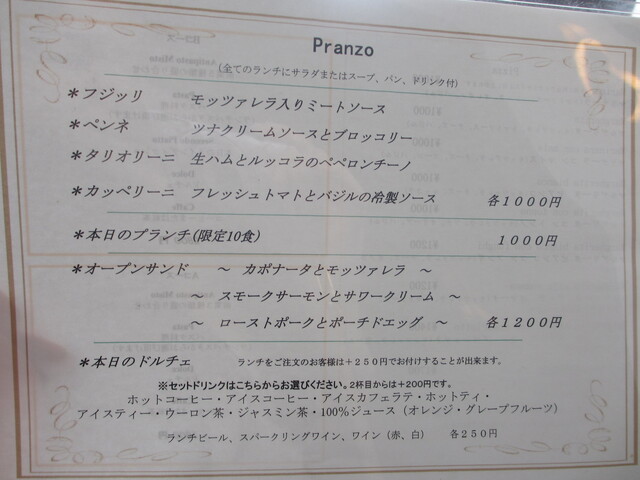 Pranzo
(全てのランチにサラダまたはスープ、パン、ドリンク付)
＊フジッリ モッツァレラ入りミートソース
＊ペンネ ツナクリームソースとブロッコリー
＊タリオリーニ 生ハムとルッコラのペペロンチーノ
＊カッペリーニ フレッシュトマトとバジルの冷製ソース 各１０００円
＊本日のプランチ(限定10食) １０００円
＊オープンサンド ～ カポナータとモッツァレラ ～
～ スモークサーモンとサワークリーム ～
～ ローストポークとポーチドエッグ ～ 各１２００円
＊本日のドルチェ ランチをご注文のお客様は＋２５０円でお付けすることが出来ます。
※セットドリンクはこちらからお選びください。2杯目からは＋200円です。
ホットコーヒー・アイスコーヒー・アイスカフェラテ・ホットティ・
アイスティー・ウーロン茶・ジャスミン茶・100％ジュース（オレンジ・グレープフルーツ）
ランチビール、スパークリングワイン、ワイン（赤、白） 各２５０円